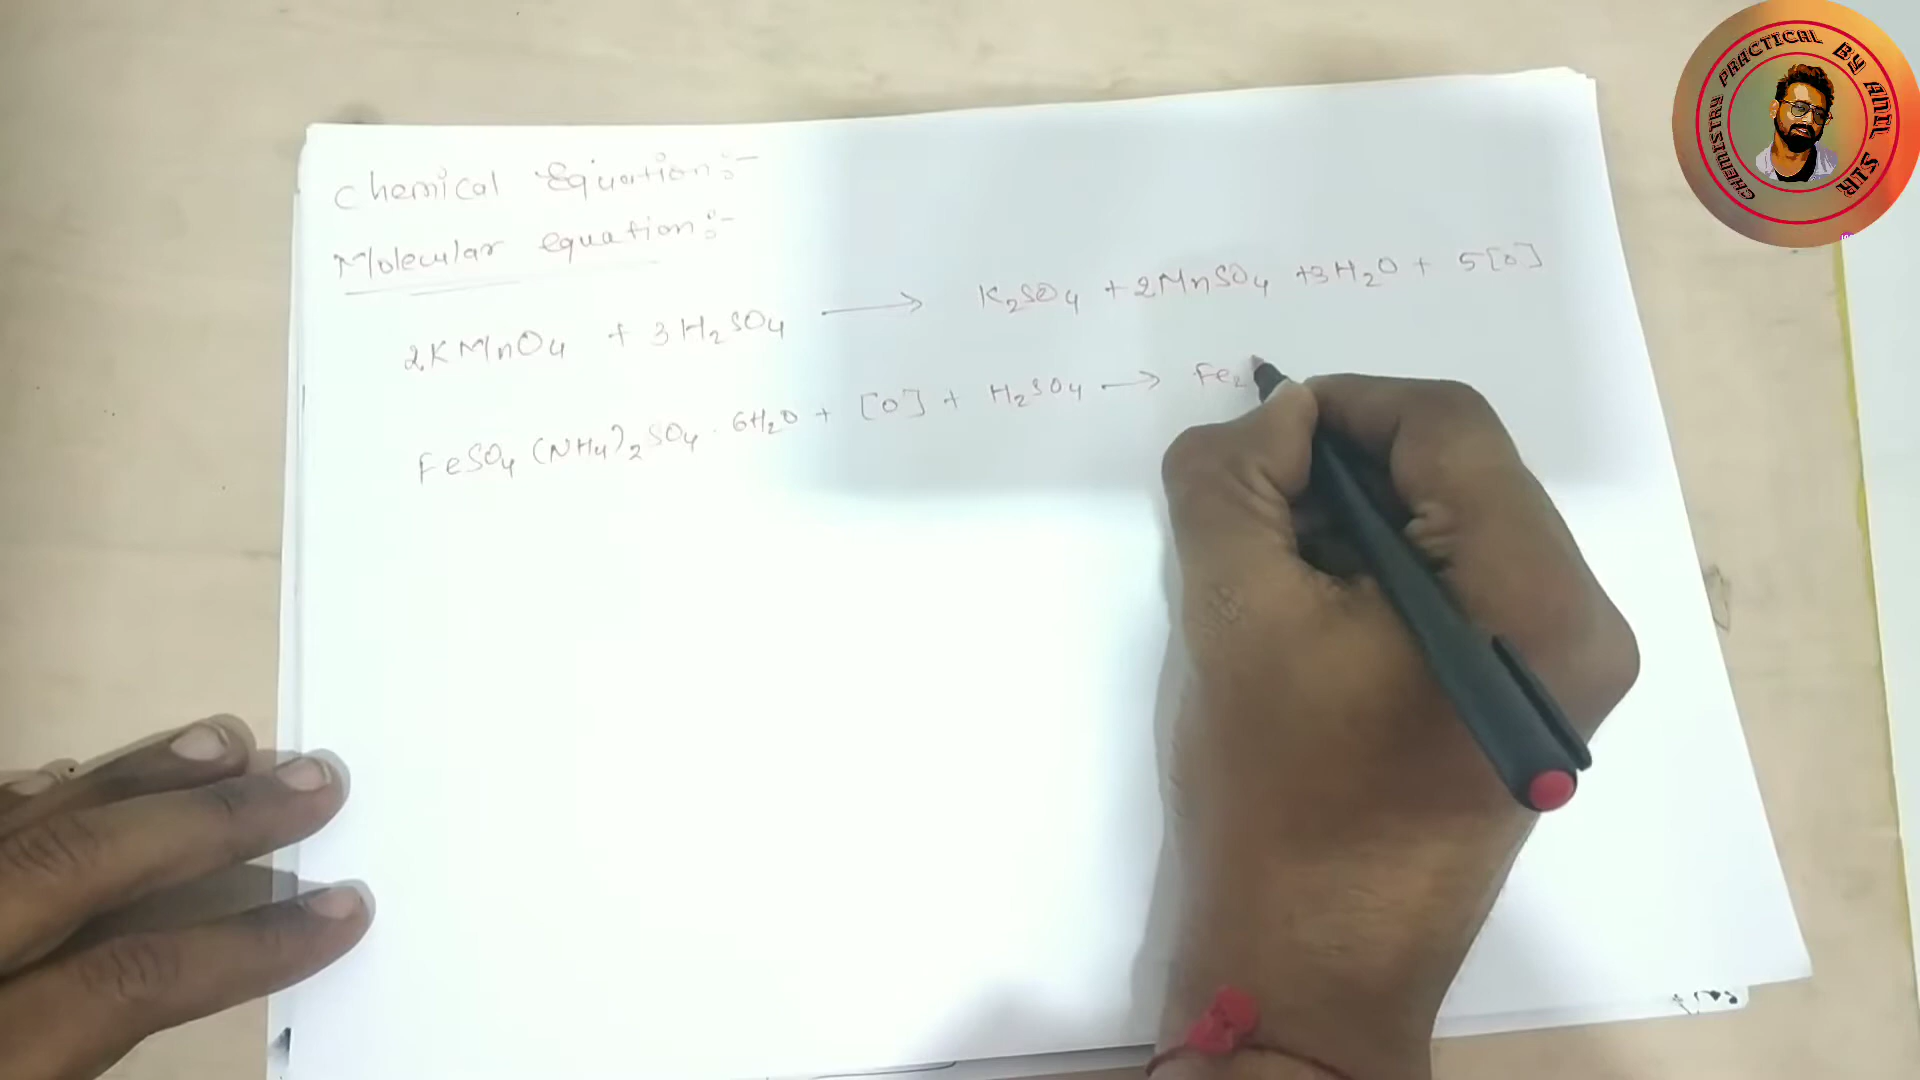 Chemical Equation:-
Molecular equation:-
2KMnO₄ + 3H₂SO₄ ⟶ K₂SO₄ + 2MnSO₄ + 3H₂O + 5[O]
FeSO₄ (NH₄)₂SO₄ · 6H₂O + [O] + H₂SO₄ ⟶ Fe₂
CHEMISTRY PRACTICAL BY ANIL SIR